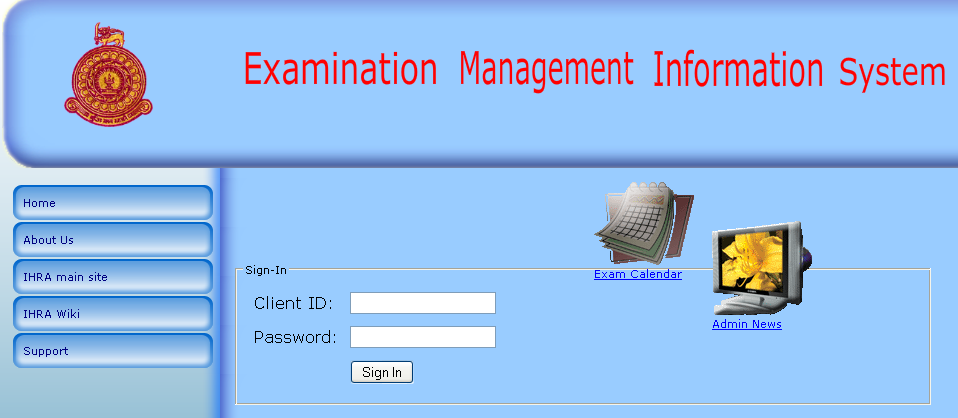 Examination Management Information System
Home
About Us
IHRA main site
IHRA Wiki
Support
Exam Calendar
Admin News
Sign-In
Client ID:
Password:
Sign In